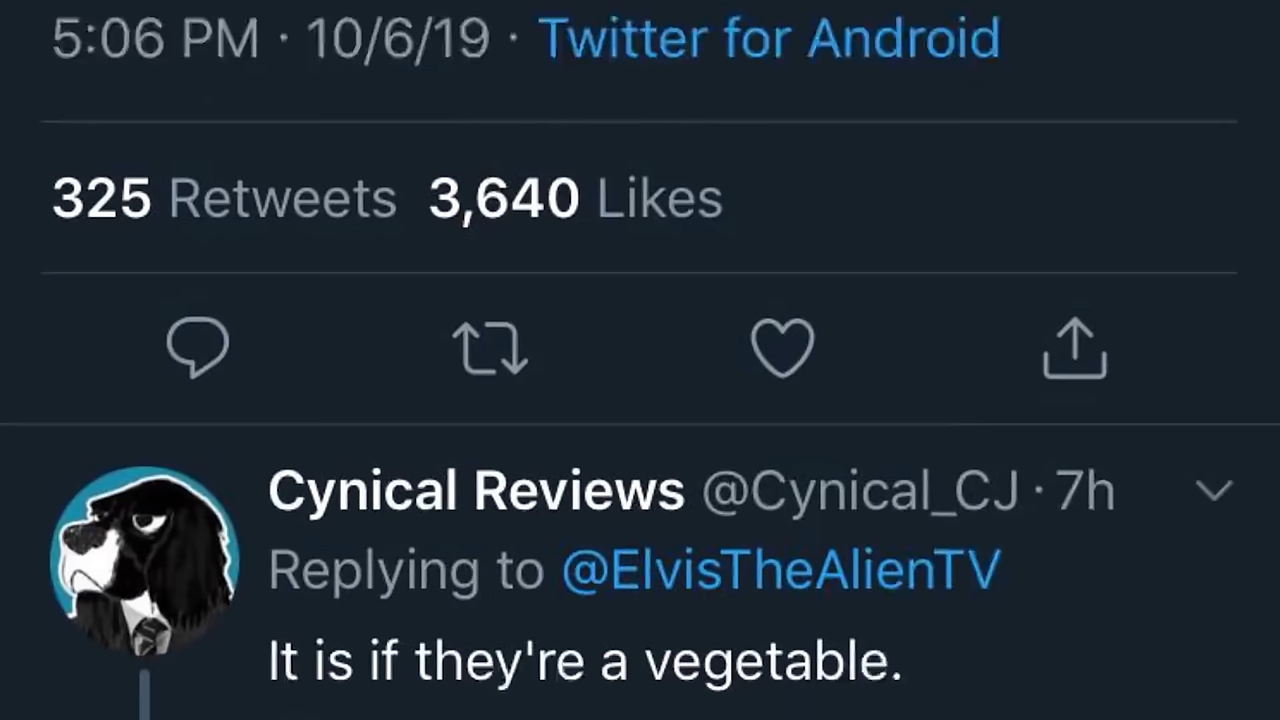 5:06 PM · 10/6/19 · Twitter for Android
325 Retweets 3,640 Likes
Cynical Reviews @Cynical_CJ · 7h
Replying to @ElvisTheAlienTV
It is if they're a vegetable.